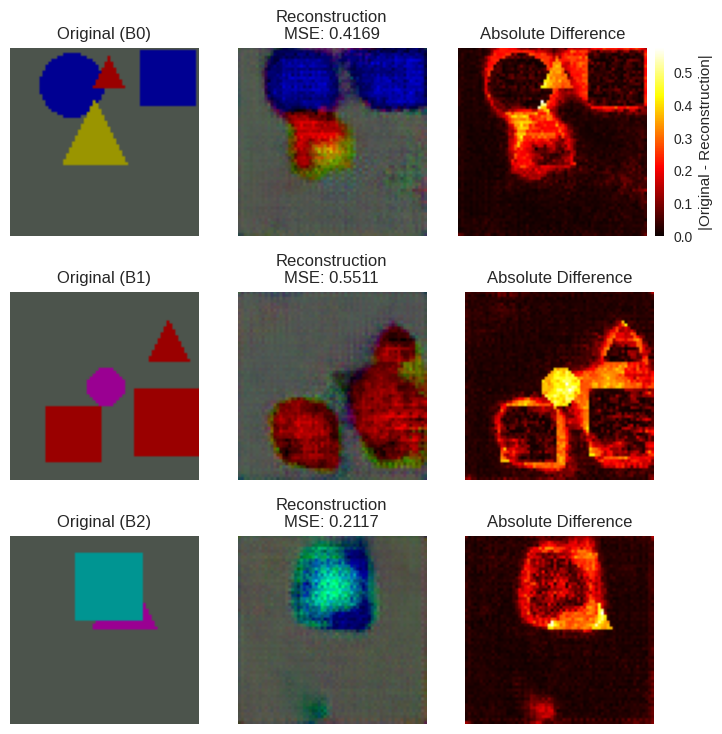 Original (B0)
Reconstruction
MSE: 0.4169
Absolute Difference
0.5
0.4
0.3
0.2
0.1
0.0
|Original - Reconstruction|
Original (B1)
Reconstruction
MSE: 0.5511
Absolute Difference
Original (B2)
Reconstruction
MSE: 0.2117
Absolute Difference